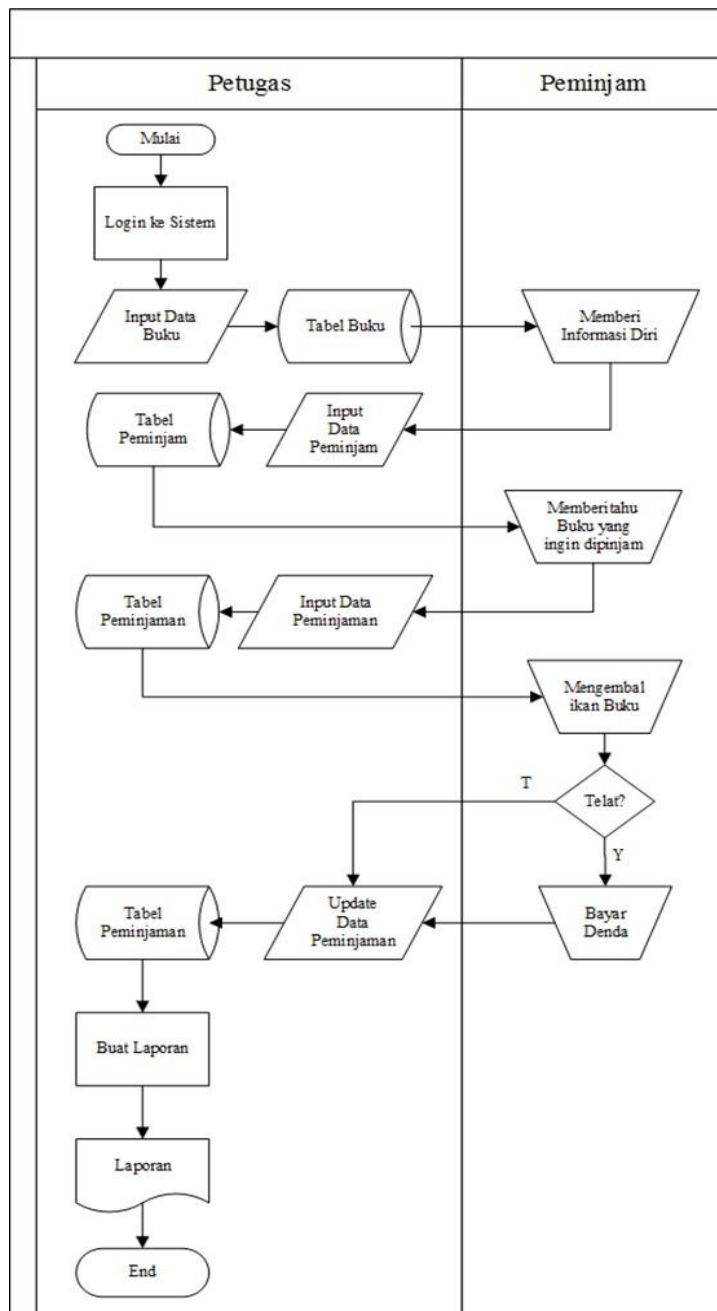 Petugas
Peminjam
Mulai
Login ke Sistem
Input Data
Buku
Tabel Buku
Memberi
Informasi Diri
Tabel
Peminjam
Input
Data
Peminjam
Memberitahu
Buku yang
ingin dipinjam
Tabel
Peminjaman
Input Data
Peminjaman
Mengembal
ikan Buku
Telat?
T
Y
Tabel
Peminjaman
Update
Data
Peminjaman
Bayar
Denda
Buat Laporan
Laporan
End